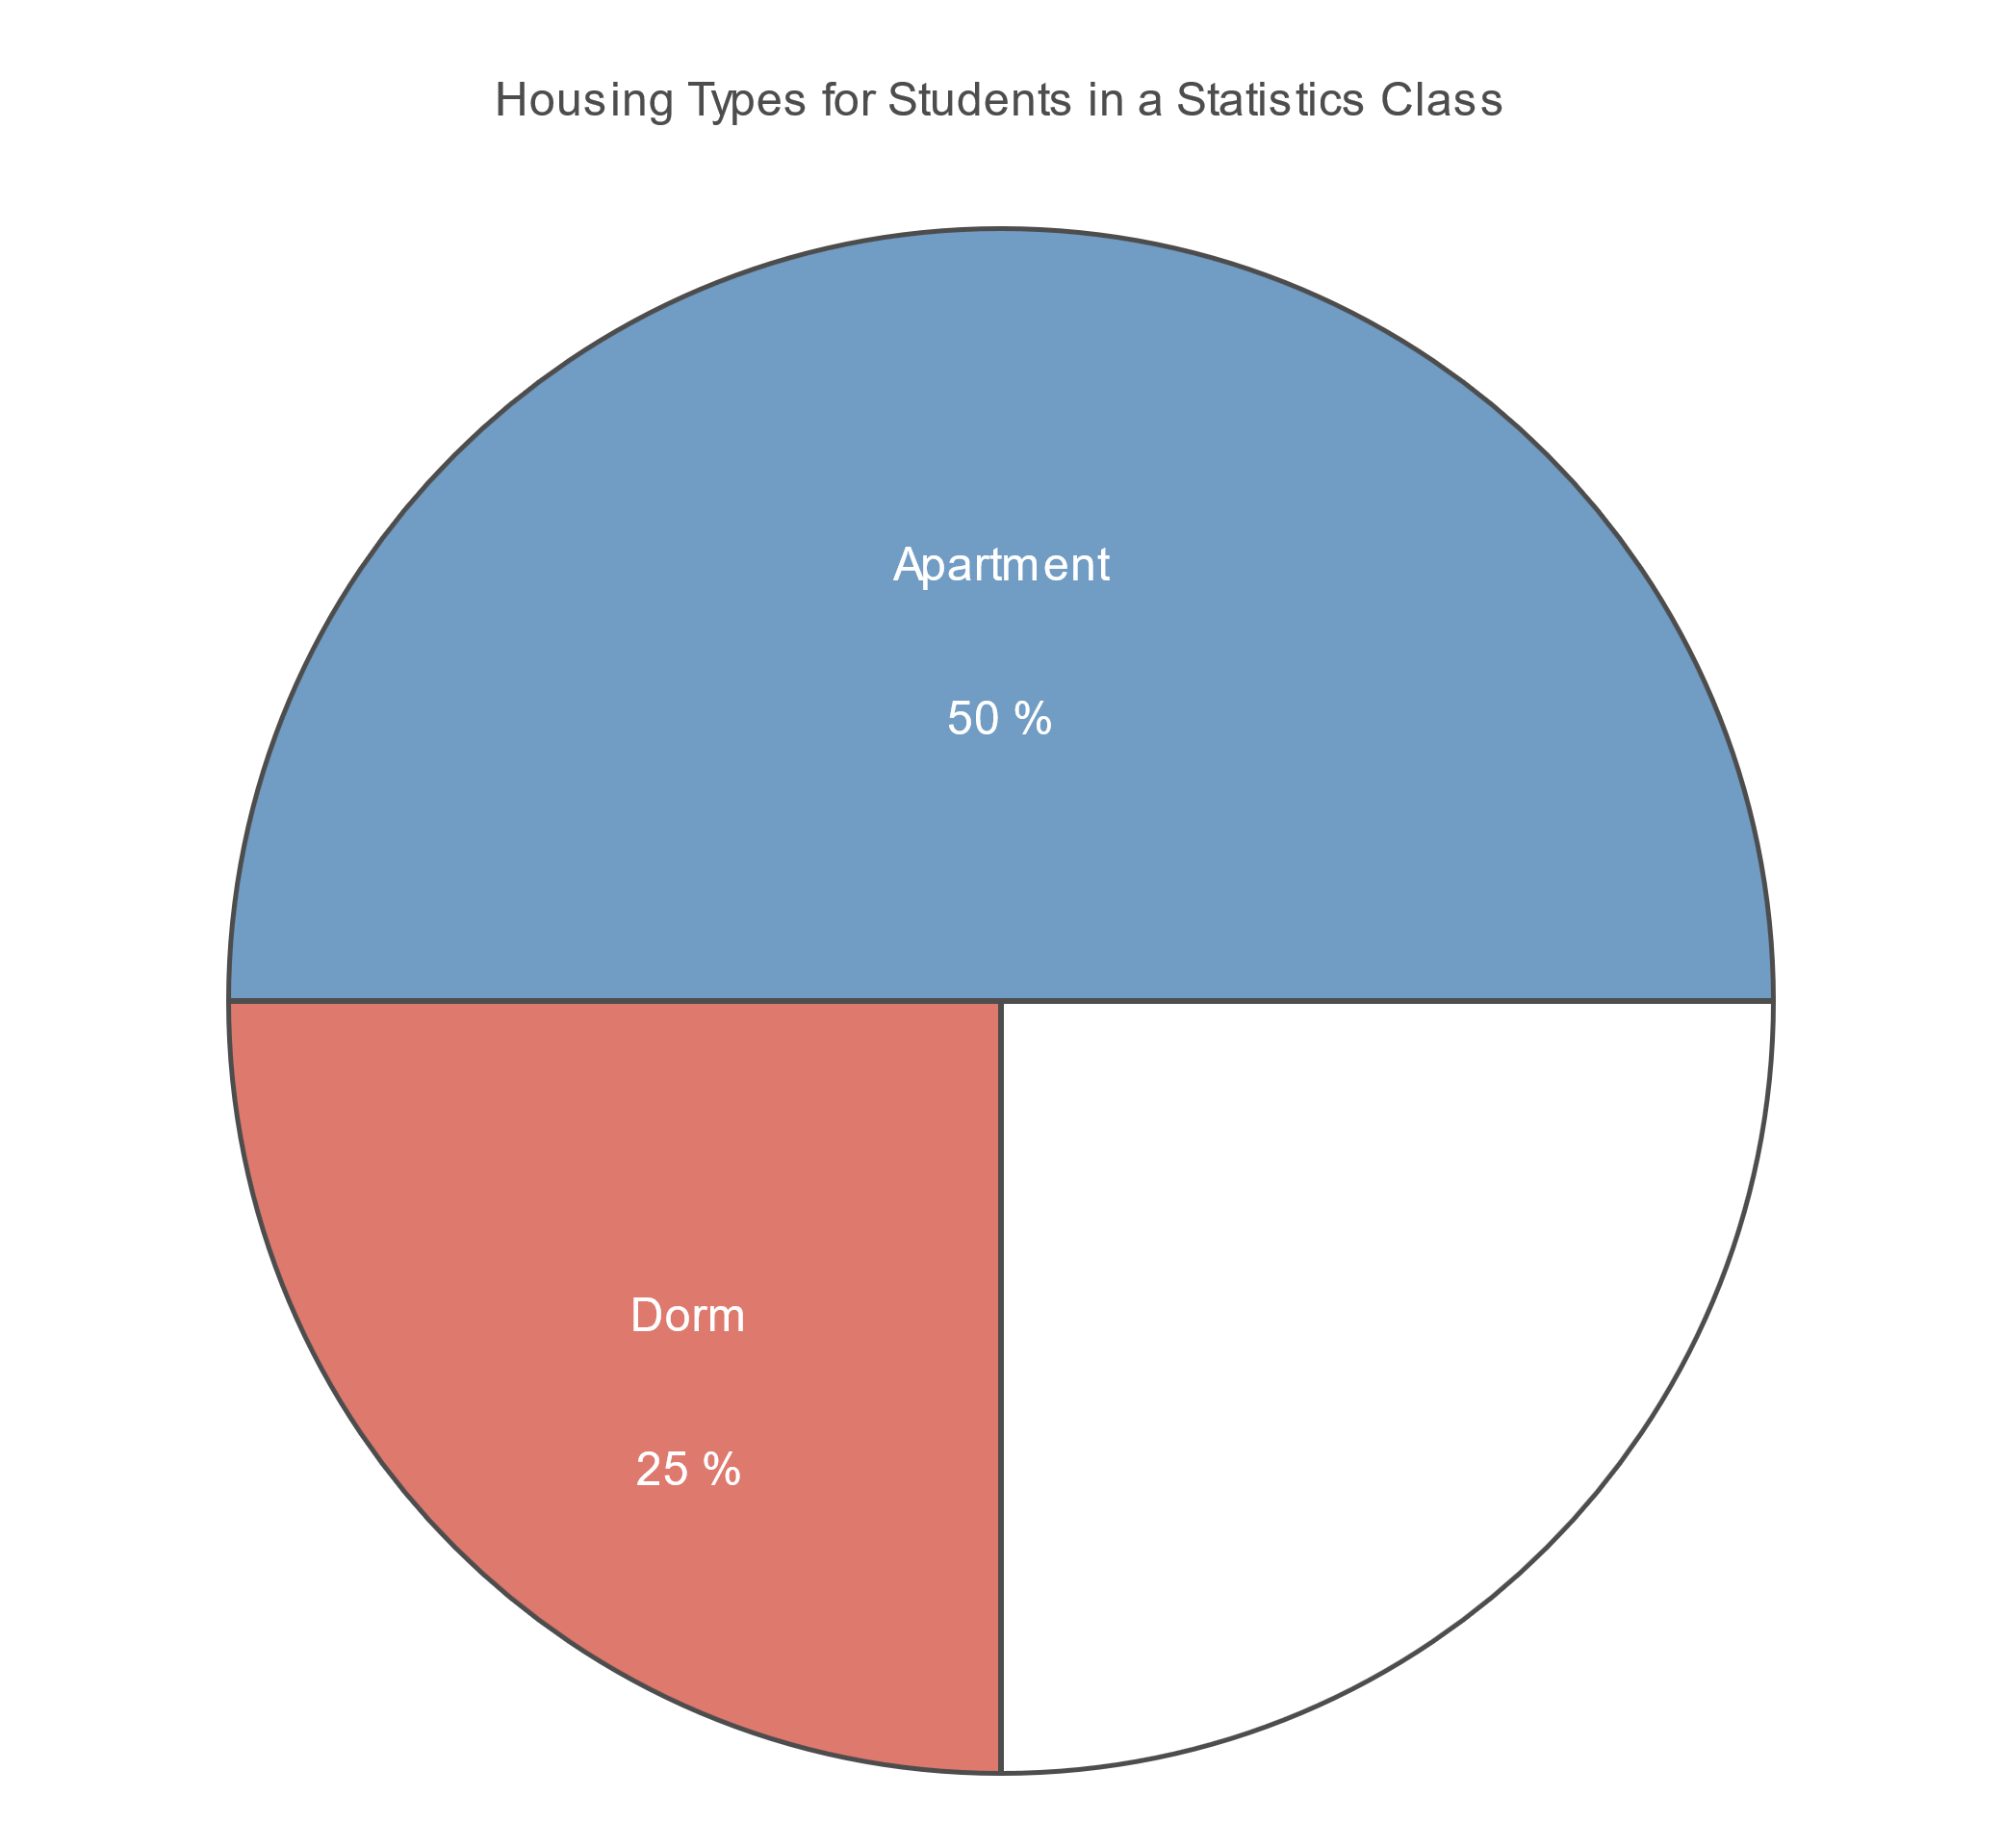 Housing Types for Students in a Statistics Class
Apartment
50 %
Dorm
25 %